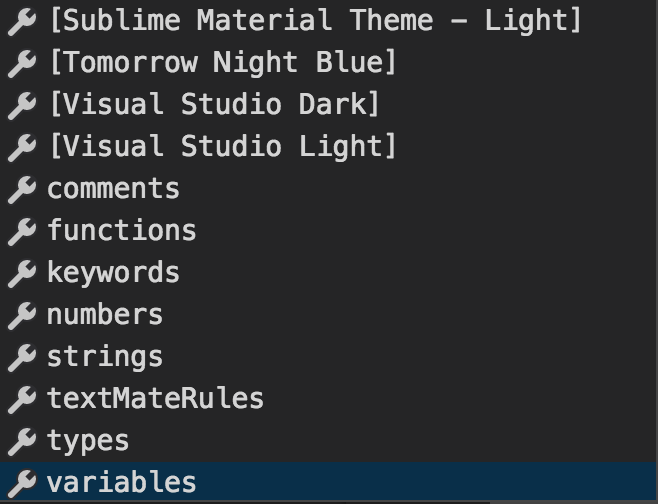 [Sublime Material Theme – Light]
[Tomorrow Night Blue]
[Visual Studio Dark]
[Visual Studio Light]
comments
functions
keywords
numbers
strings
textMateRules
types
variables